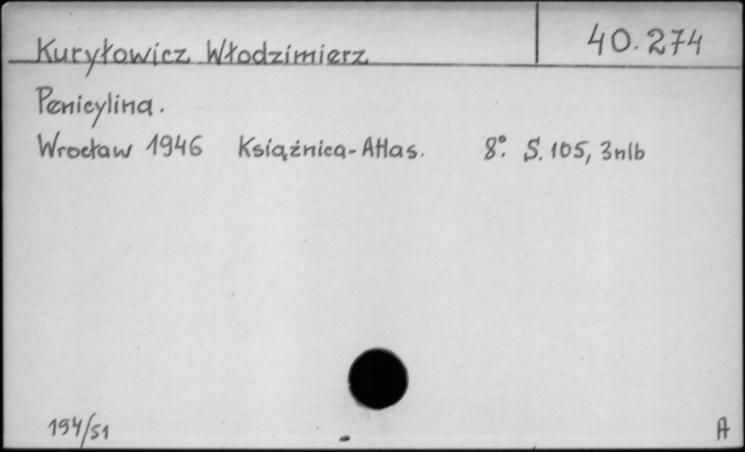 Kuryłowicz Włodzimierz 40.274
Penicylina.
Wrocław 1946 Książnica-Atlas. 8° S. 105, 3nlb
194/51 A